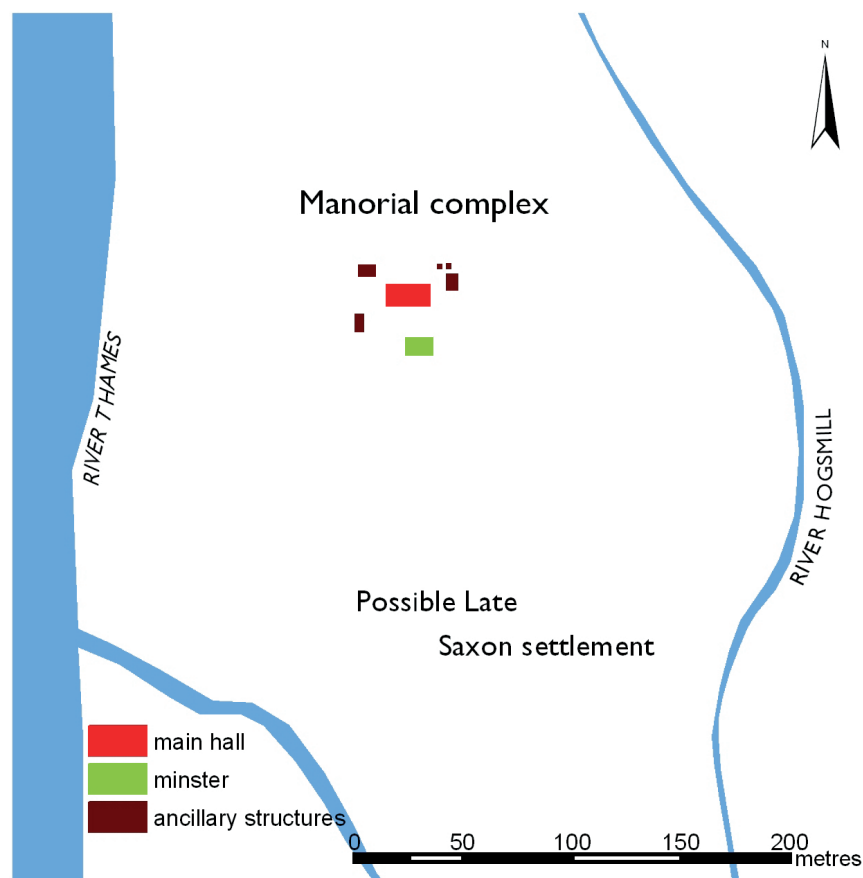 N
Manorial complex
RIVER THAMES
RIVER HOGSMILL
Possible Late
Saxon settlement
main hall
minster
ancillary structures
0 50 100 150 200
metres